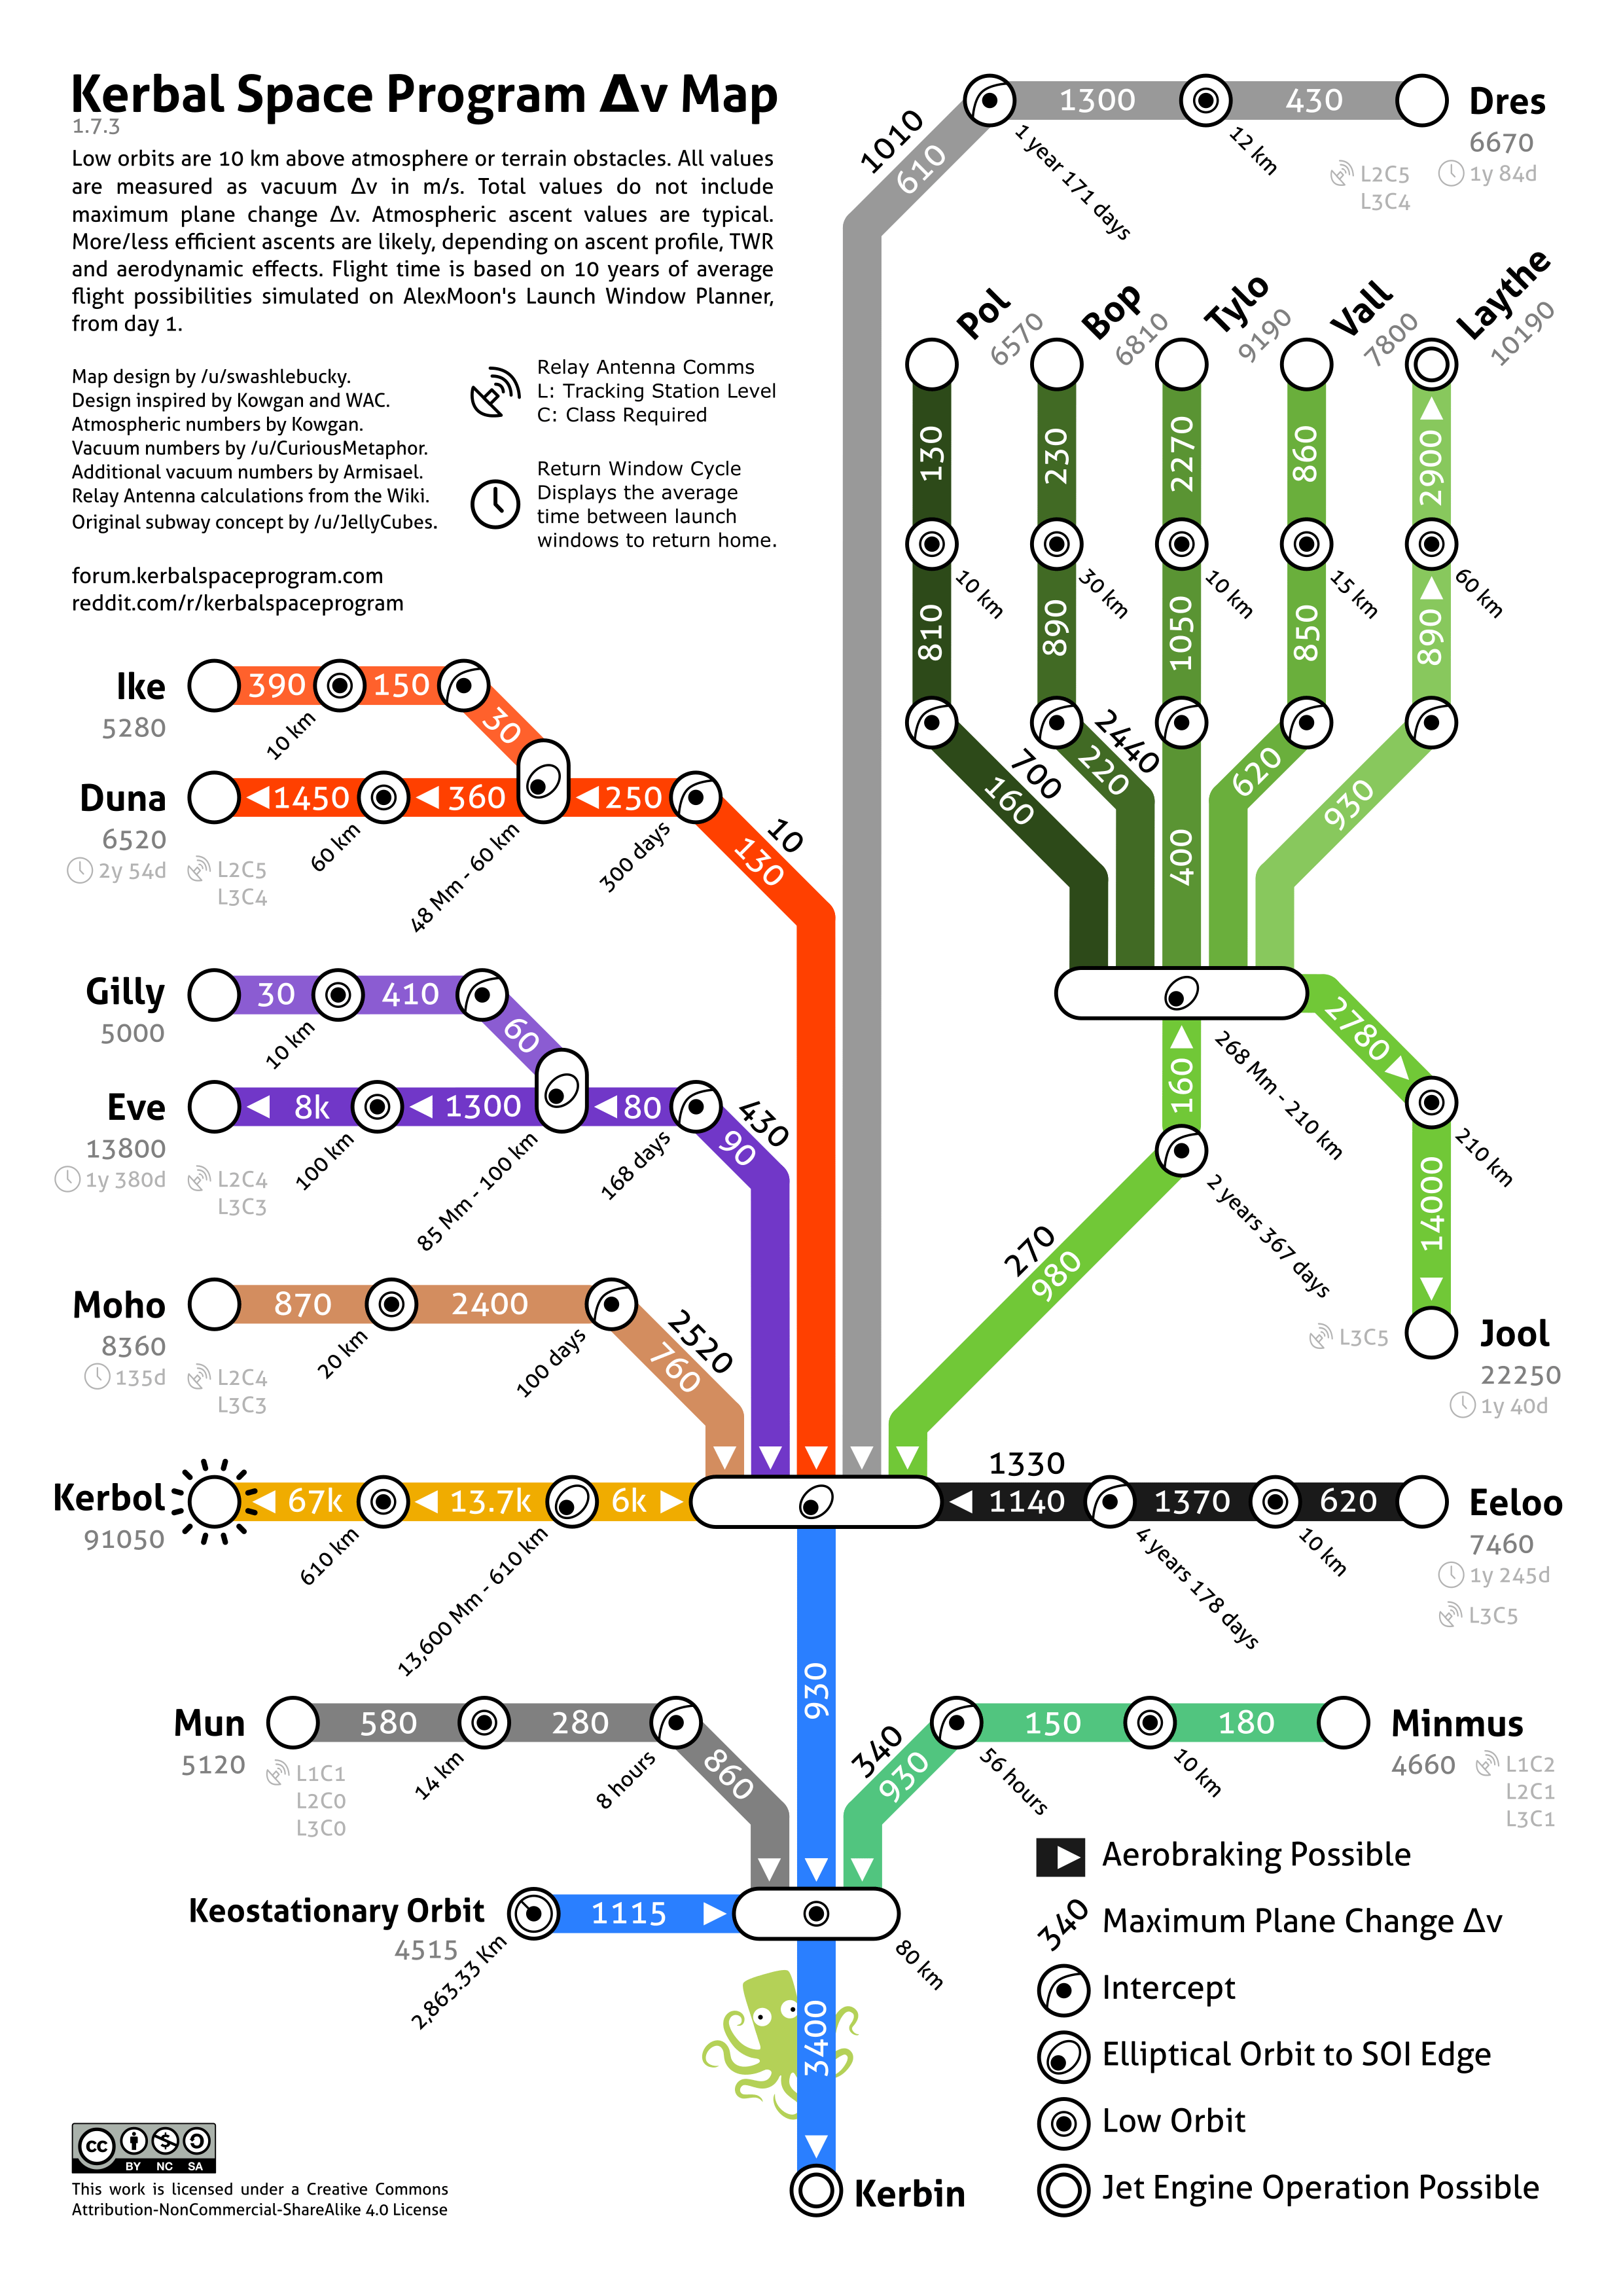 Kerbal Space Program Δv Map
1.7.3
Low orbits are 10 km above atmosphere or terrain obstacles. All values
are measured as vacuum Δv in m/s. Total values do not include
maximum plane change Δv. Atmospheric ascent values are typical.
More/less efficient ascents are likely, depending on ascent profile, TWR
and aerodynamic effects. Flight time is based on 10 years of average
flight possibilities simulated on AlexMoon's Launch Window Planner,
from day 1.
Map design by /u/swashlebucky.
Design inspired by Kowgan and WAC.
Atmospheric numbers by Kowgan.
Vacuum numbers by /u/CuriousMetaphor.
Additional vacuum numbers by Armisael.
Relay Antenna calculations from the Wiki.
Original subway concept by /u/JellyCubes.
forum.kerbalspaceprogram.com
reddit.com/r/kerbalspaceprogram
Relay Antenna Comms
L: Tracking Station Level
C: Class Required
Return Window Cycle
Displays the average
time between launch
windows to return home.
1010
610
1 year 171 days
1300
12 km
430
Dres
6670
L2C5
L3C4
1y 84d
Pol
6570
Bop
6810
Tylo
9190
Vall
7800
Laythe
10190
130
230
2270
860
2900
10 km
30 km
10 km
15 km
60 km
810
890
1050
850
890
700
160
2440
220
400
620
930
268 Mm - 210 km
2780
210 km
160
2 years 367 days
14000
270
980
Jool
L3C5
22250
1y 40d
Ike
5280
390
10 km
150
30
Duna
6520
2y 54d
L2C5
L3C4
1450
60 km
360
48 Mm - 60 km
250
300 days
10
130
Gilly
5000
30
10 km
410
60
Eve
13800
1y 380d
L2C4
L3C3
8k
100 km
1300
85 Mm - 100 km
80
168 days
430
90
Moho
8360
135d
L2C4
L3C3
870
20 km
2400
100 days
2520
760
Kerbol
91050
67k
610 km
13.7k
13,600 Mm - 610 km
6k
1330
1140
4 years 178 days
1370
10 km
620
Eeloo
7460
1y 245d
L3C5
930
Mun
5120
L1C1
L2C0
L3C0
580
14 km
280
8 hours
860
340
930
56 hours
150
10 km
180
Minmus
4660
L1C2
L2C1
L3C1
Keostationary Orbit
4515
2,863.33 Km
1115
80 km
3400
Kerbin
Aerobraking Possible
340
Maximum Plane Change Δv
Intercept
Elliptical Orbit to SOI Edge
Low Orbit
Jet Engine Operation Possible
cc
BY NC SA
This work is licensed under a Creative Commons
Attribution-NonCommercial-ShareAlike 4.0 License